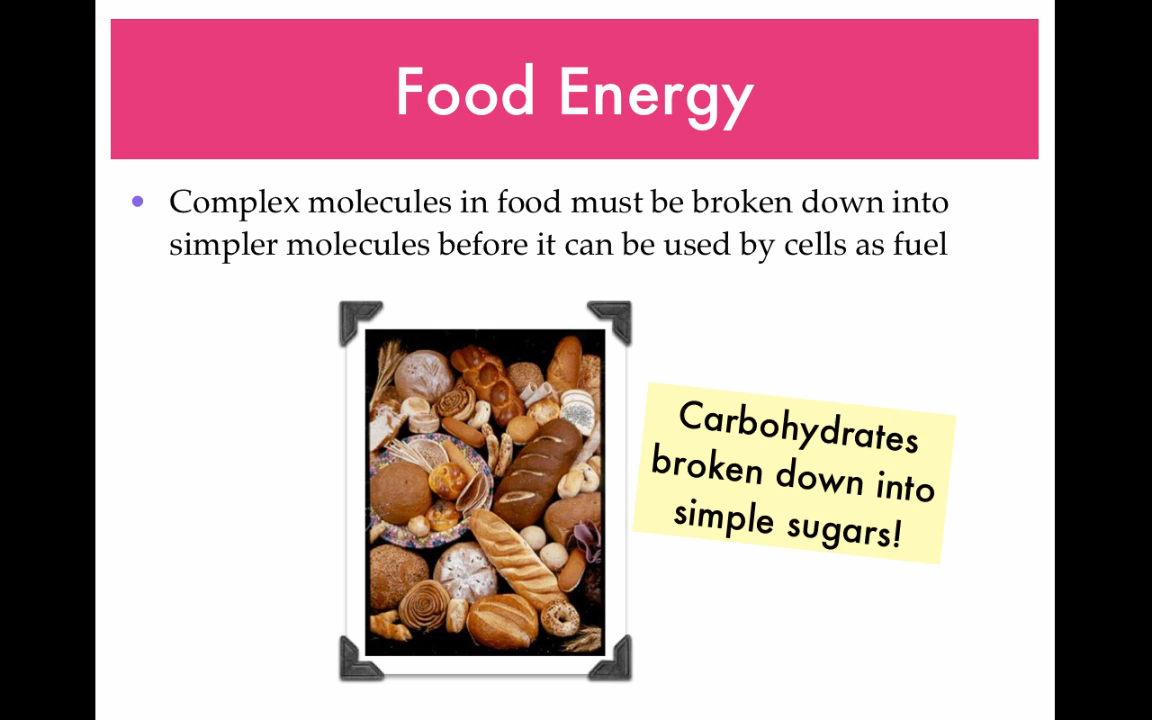 Food Energy
• Complex molecules in food must be broken down into
simpler molecules before it can be used by cells as fuel
Carbohydrates
broken down into
simple sugars!